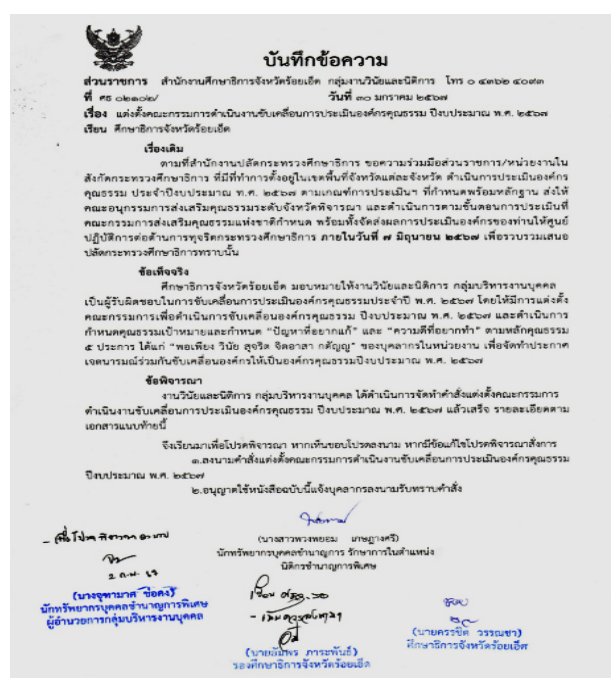 บันทึกข้อความ
ส่วนราชการ สำนักงานศึกษาธิการจังหวัดร้อยเอ็ด กลุ่มงานวินัยและนิติการ โทร ๐ ๔๓๖๒ ๔๐๙๓
ที่ ศธ ๐๒๑๐๒/ วันที่ ๓๐ มกราคม ๒๕๖๗
เรื่อง แต่งตั้งคณะกรรมการดำเนินงานขับเคลื่อนการประเมินองค์กรคุณธรรม ปีงบประมาณ พ.ศ. ๒๕๖๗
เรียน ศึกษาธิการจังหวัดร้อยเอ็ด
เรื่องเดิม
ตามที่สำนักงานปลัดกระทรวงศึกษาธิการ ขอความร่วมมือส่วนราชการ/หน่วยงานใน
สังกัดกระทรวงศึกษาธิการ ที่มีที่ทำการตั้งอยู่ในเขตพื้นที่จังหวัดแต่ละจังหวัด ดำเนินการประเมินองค์กร
คุณธรรม ประจำปีงบประมาณ พ.ศ. ๒๕๖๗ ตามเกณฑ์การประเมินฯ ที่กำหนดพร้อมหลักฐาน ส่งให้
คณะอนุกรรมการส่งเสริมคุณธรรมระดับจังหวัดพิจารณา และดำเนินการตามขั้นตอนการประเมินที่
คณะกรรมการส่งเสริมคุณธรรมแห่งชาติกำหนด พร้อมทั้งจัดส่งผลการประเมินองค์กรของท่านให้ศูนย์
ปฏิบัติการต่อต้านการทุจริตกระทรวงศึกษาธิการ ภายในวันที่ ๗ มิถุนายน ๒๕๖๗ เพื่อรวบรวมเสนอ
ปลัดกระทรวงศึกษาธิการทราบนั้น
ข้อเท็จจริง
ศึกษาธิการจังหวัดร้อยเอ็ด มอบหมายให้งานวินัยและนิติการ กลุ่มบริหารงานบุคคล
เป็นผู้รับผิดชอบในการขับเคลื่อนการประเมินองค์กรคุณธรรมประจำปี พ.ศ. ๒๕๖๗ โดยให้มีการแต่งตั้ง
คณะกรรมการเพื่อดำเนินการขับเคลื่อนการประเมินองค์กรคุณธรรม ปีงบประมาณ พ.ศ. ๒๕๖๗ และดำเนินการ
กำหนดคุณธรรมเป้าหมายและกำหนด “ปัญหาที่อยากแก้” และ “ความดีที่อยากทำ” ตามหลักคุณธรรม
๕ ประการ ได้แก่ “พอเพียง วินัย สุจริต จิตอาสา กตัญญู” ของบุคลากรในหน่วยงาน เพื่อจัดทำประกาศ
เจตนารมณ์ร่วมกันขับเคลื่อนองค์กรให้เป็นองค์กรคุณธรรมปีงบประมาณ พ.ศ. ๒๕๖๗
ข้อพิจารณา
งานวินัยและนิติการ กลุ่มบริหารงานบุคคล ได้ดำเนินการจัดทำคำสั่งแต่งตั้งคณะกรรมการ
ดำเนินงานขับเคลื่อนการประเมินองค์กรคุณธรรม ปีงบประมาณ พ.ศ. ๒๕๖๗ แล้วเสร็จ รายละเอียดตาม
เอกสารแนบท้ายนี้
จึงเรียนมาเพื่อโปรดพิจารณา หากเห็นชอบโปรดลงนาม หากมีข้อแก้ไขโปรดพิจารณาสั่งการ
๑.ลงนามคำสั่งแต่งตั้งคณะกรรมการดำเนินงานขับเคลื่อนการประเมินองค์กรคุณธรรม
ปีงบประมาณ พ.ศ. ๒๕๖๗
๒.อนุญาตใช้หนังสือฉบับนี้แจ้งบุคลากรลงนามรับทราบคำสั่ง
- เพื่อโปรดพิจารณาลงนาม
(นางสาวพวงพยอม เกษฎางศรี)
นักทรัพยากรบุคคลชำนาญการ รักษาการในตำแหน่ง
นิติกรชำนาญการพิเศษ
(นางจุฑามาศ ซื่อตรง)
นักทรัพยากรบุคคลชำนาญการพิเศษ
ผู้อำนวยการกลุ่มบริหารงานบุคคล
เรียน ศธจ.รอ
(นายอัมพร ภาระพันธ์)
รองศึกษาธิการจังหวัดร้อยเอ็ด
(นายครรชิต วรรณชา)
ศึกษาธิการจังหวัดร้อยเอ็ด